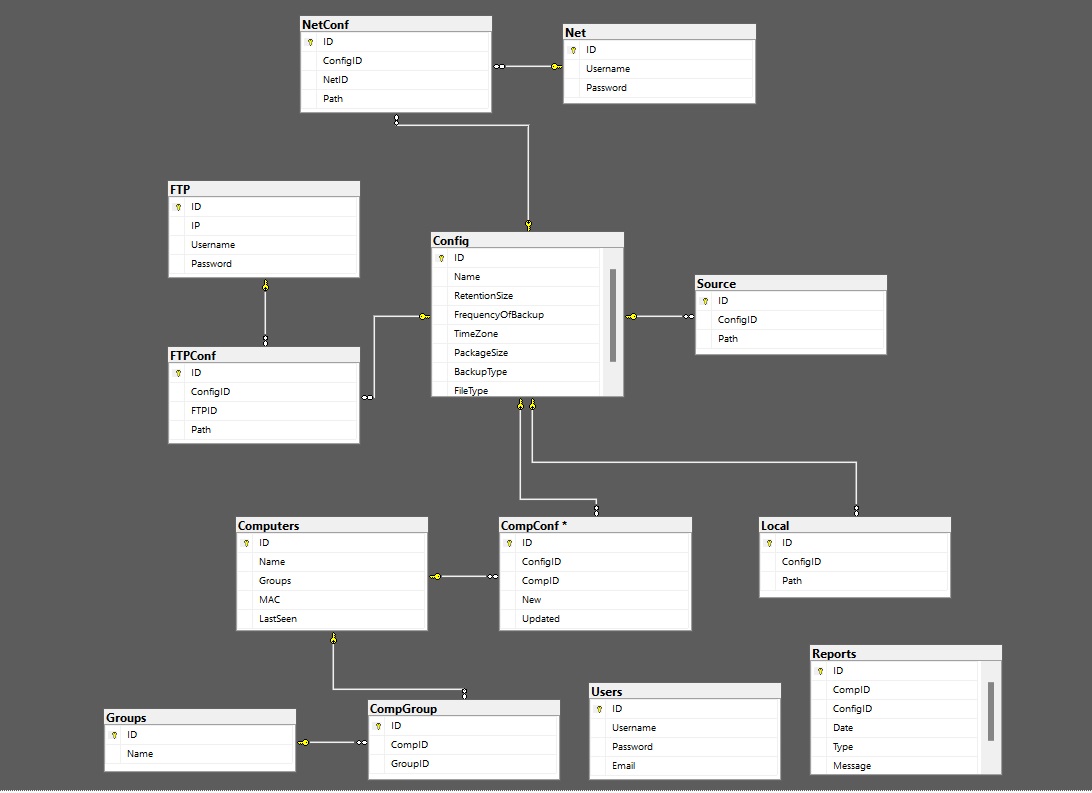 NetConf
ID
ConfigID
NetID
Path
Net
ID
Username
Password
FTP
ID
IP
Username
Password
Config
ID
Name
RetentionSize
FrequencyOfBackup
TimeZone
PackageSize
BackupType
FileType
Source
ID
ConfigID
Path
FTPConf
ID
ConfigID
FTPID
Path
Computers
ID
Name
Groups
MAC
LastSeen
CompConf *
ID
ConfigID
CompID
New
Updated
Local
ID
ConfigID
Path
Reports
ID
CompID
ConfigID
Date
Type
Message
Groups
ID
Name
CompGroup
ID
CompID
GroupID
Users
ID
Username
Password
Email